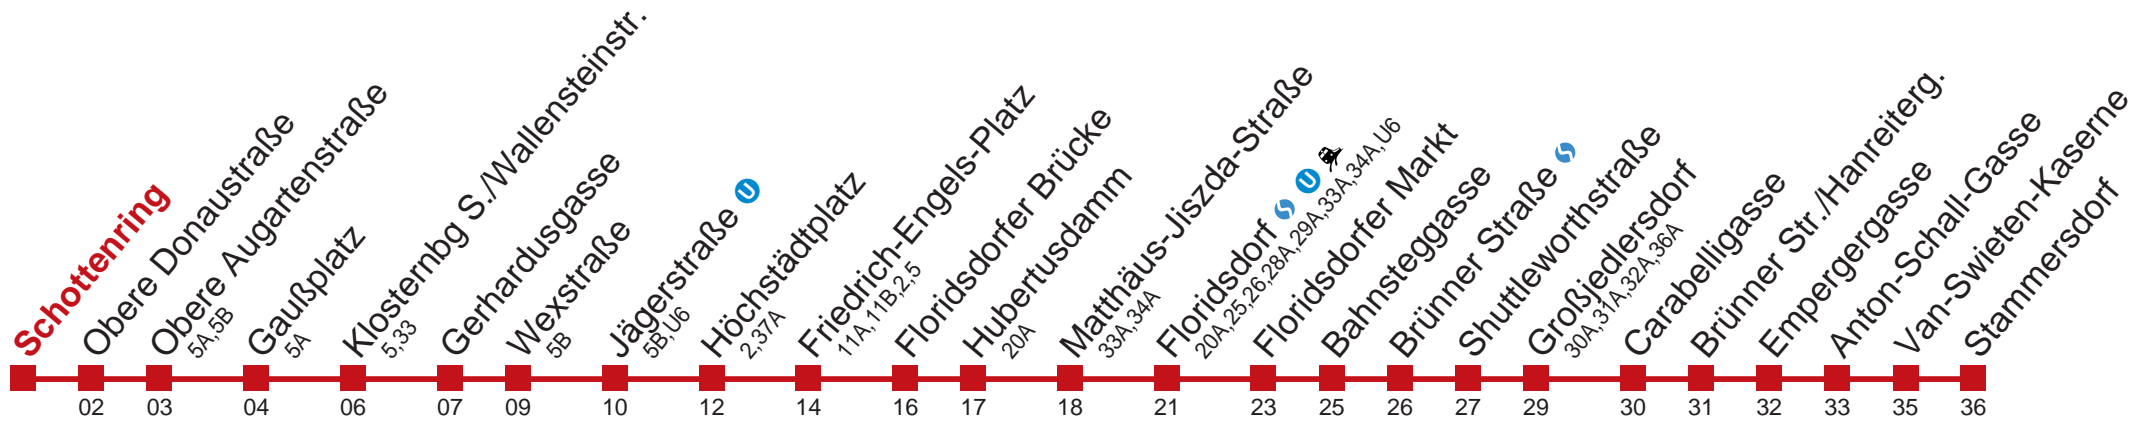 Schottenring
Obere Donaustraße
02
Obere Augartenstraße
5A,5B
03
Gaußplatz
5A
04
Klosternbg S./Wallensteinstr.
5,33
06
Gerhardusgasse
07
Wexstraße
5B
09
Jägerstraße U
5B,U6
10
Höchstädtplatz
2,37A
12
Friedrich-Engels-Platz
11A,11B,2,5
14
Floridsdorfer Brücke
16
Hubertusdamm
20A
17
Matthäus-Jiszda-Straße
33A,34A
18
Floridsdorf S U
20A,25,26,28A,29A,33A,34A,U6
21
Floridsdorfer Markt
23
Bahnsteggasse
25
Brünner Straße S
26
Shuttleworthstraße
27
Großjedlersdorf
30A,31A,32A,36A
29
Carabelligasse
30
Brünner Str./Hanreiterg.
31
Empergergasse
32
Anton-Schall-Gasse
33
Van-Swieten-Kaserne
35
Stammersdorf
36